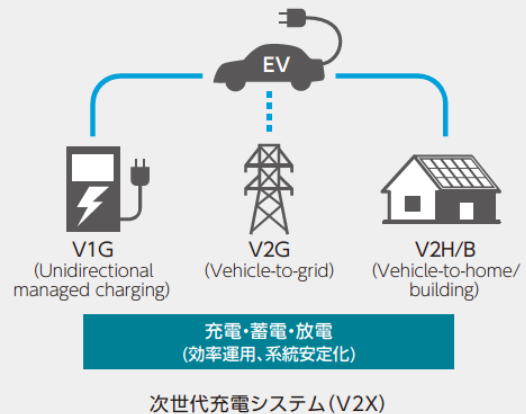 EV
V1G
(Unidirectional
managed charging)
V2G
(Vehicle-to-grid)
V2H/B
(Vehicle-to-home/
building)
充電・蓄電・放電
(効率運用、系統安定化)
次世代充電システム(V2X)